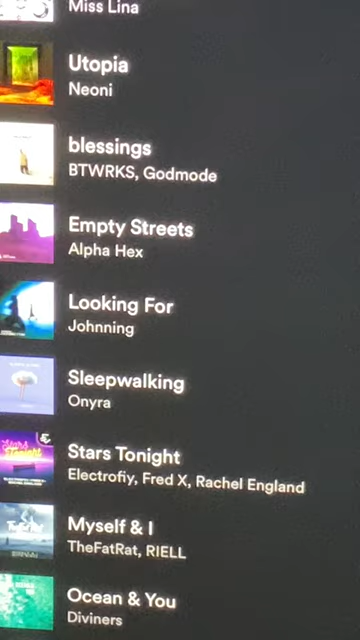 Miss Lina
Utopia
Neoni
blessings
BTWRKS, Godmode
Empty Streets
Alpha Hex
Looking For
Johnning
Sleepwalking
Onyra
Stars Tonight
Electrofiy, Fred X, Rachel England
Myself & I
TheFatRat, RIELL
Ocean & You
Diviners